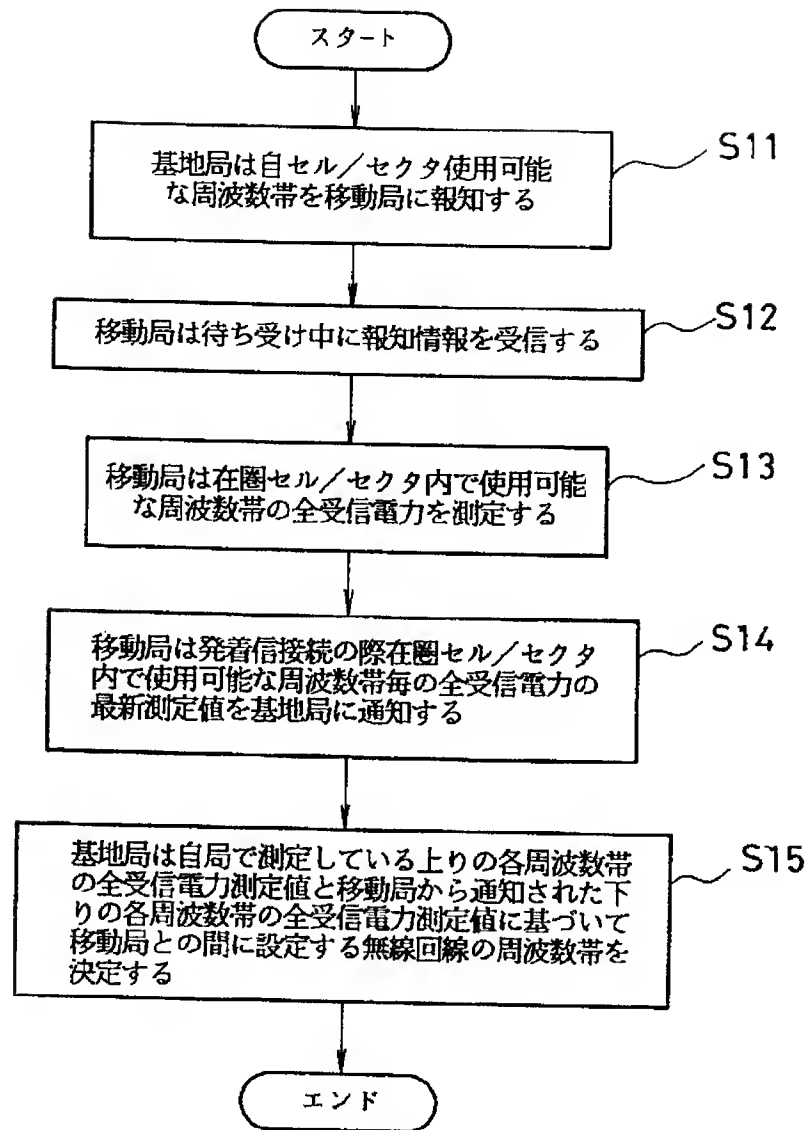 スタート
基地局は自セル／セクタ使用可能
な周波数帯を移動局に報知する
S11
移動局は待ち受け中に報知情報を受信する
S12
移動局は在圏セル／セクタ内で使用可能
な周波数帯の全受信電力を測定する
S13
移動局は発着信接続の際在圏セル／セクタ
内で使用可能な周波数帯毎の全受信電力の
最新測定値を基地局に通知する
S14
基地局は自局で測定している上りの各周波数帯
の全受信電力測定値と移動局から通知された下
りの各周波数帯の全受信電力測定値に基づいて
移動局との間に設定する無線回線の周波数帯を
決定する
S15
エンド